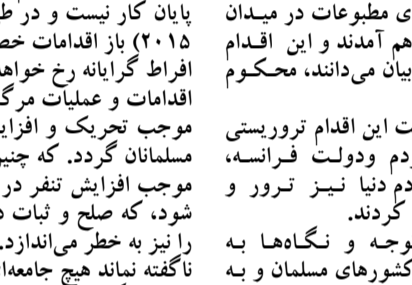 ی مطبوعات در میدان
هم آمدند و این اقدام
بیان می‌دانند، محکوم
ت این اقدام تروریستی
دم ودولت فرانسه،
دم دنیا نیز ترور و
کردند.
وجه و نگاه‌ها به
کشورهای مسلمان و به
پایان کار نیست و در ط
۲۰۱۵) باز اقدامات خص
افراط گرایانه رخ خواهد
اقدامات و عملیات مرگ
موجب تحریک و افزای
مسلمانان گردد. که چنی
موجب افزایش تنفر در
شود، که صلح و ثبات د
را نیز به خطر می‌اندازد.
ناگفته نماند هیچ جامعه‌ا